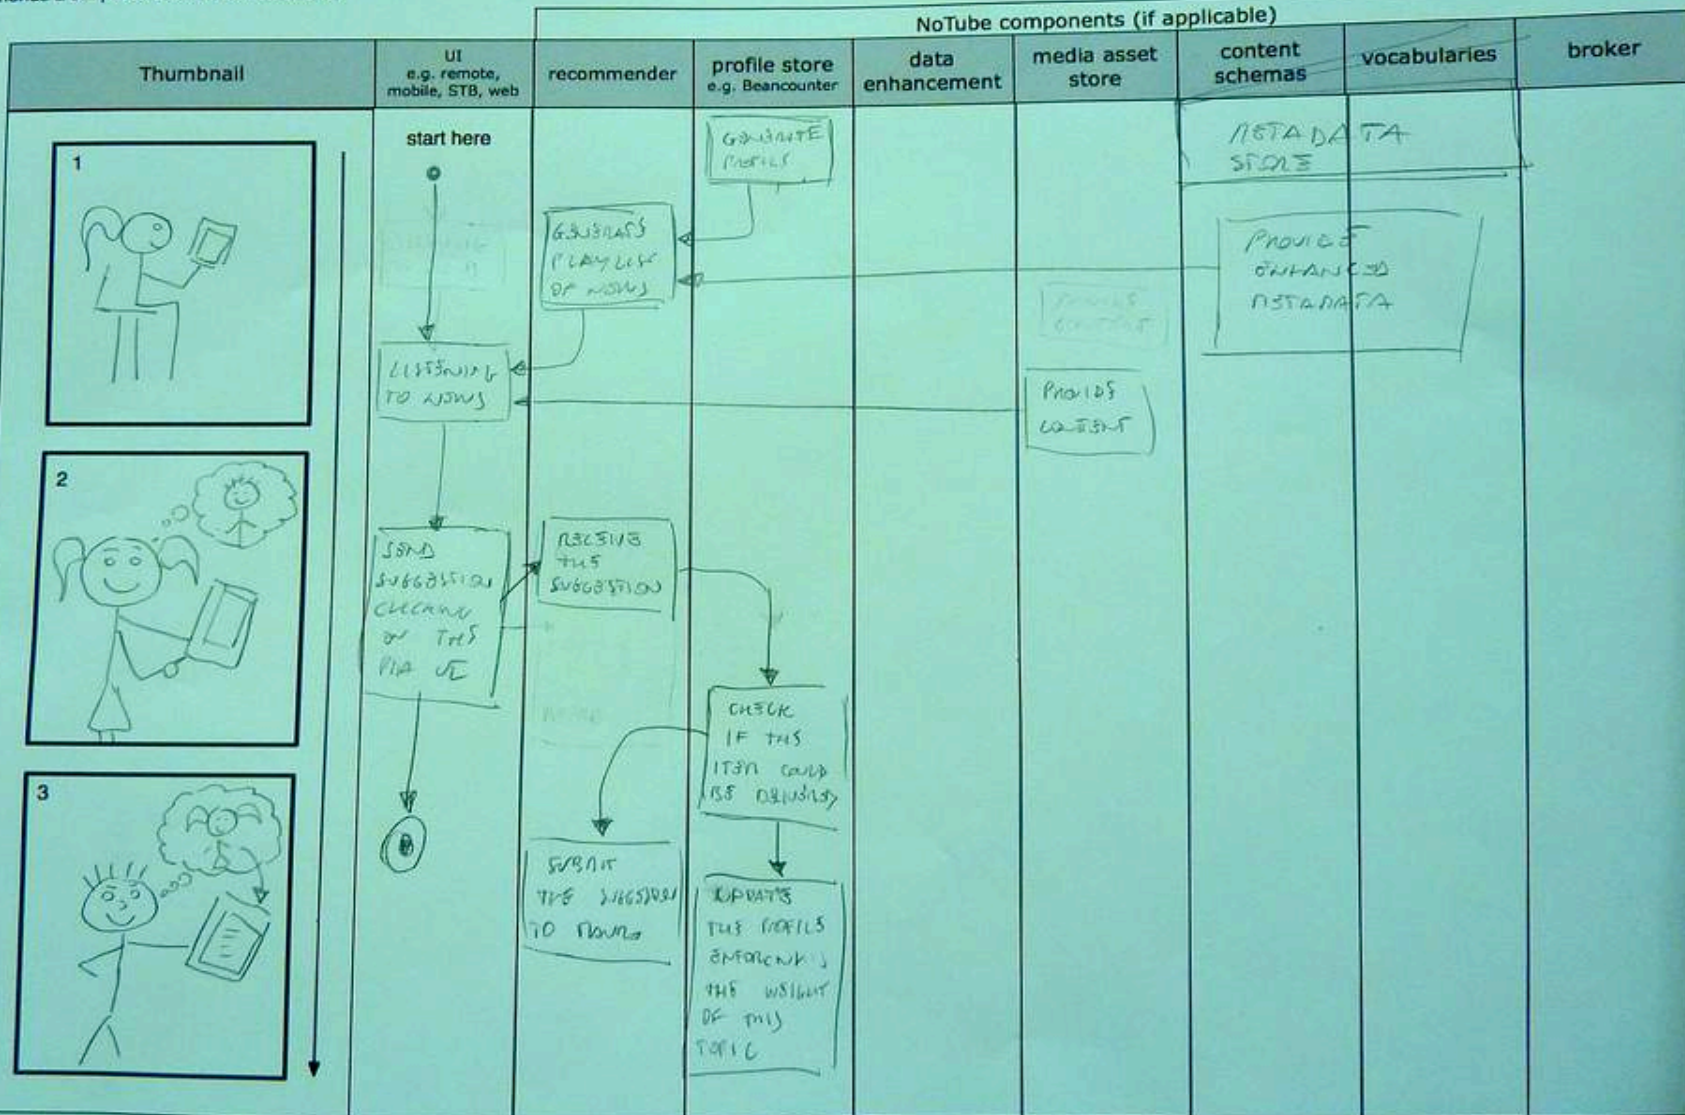 NoTube components (if applicable)
Thumbnail
UI
e.g. remote,
mobile, STB, web
recommender
profile store
e.g. Beancounter
data
enhancement
media asset
store
content
schemas
vocabularies
broker
start here
1
GENERATE
PROFILE
METADATA
STORE
GENERATE
PLAYLIST
OF NEWS
PROVIDE
ENHANCED
METADATA
PROVIDE
CONTENT
LISTENING
TO NEWS
PROVIDE
CONTENT
2
SEND
SUGGESTION
CLICKING
ON THE
UI
RECEIVE
THE
SUGGESTION
CHECK
IF THE
ITEM COULD
BE
3
SUBMIT
THE SUGGESTION
TO
UPDATE
THE PROFILE
ENFORCING
THE WEIGHT
OF THIS
TOPIC